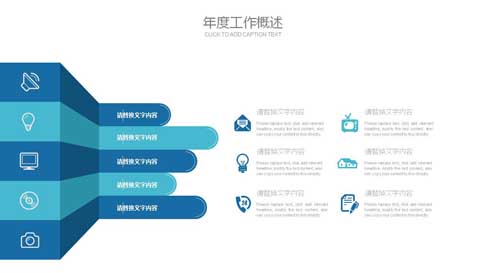 年度工作概述
CLICK TO ADD CAPTION TEXT
请替换文字内容
请替换文字内容
请替换文字内容
请替换文字内容
请替换文字内容
请替换文字内容
Please replace text, click add relevant
headline, modify the text content, also
can copy your content to this directly.
请替换文字内容
Please replace text, click add relevant
headline, modify the text content, also
can copy your content to this directly.
请替换文字内容
Please replace text, click add relevant
headline, modify the text content, also
can copy your content to this directly.
请替换文字内容
Please replace text, click add relevant
headline, modify the text content, also
can copy your content to this directly.
请替换文字内容
Please replace text, click add relevant
headline, modify the text content, also
can copy your content to this directly.
请替换文字内容
Please replace text, click add relevant
headline, modify the text content, also
can copy your content to this directly.
24